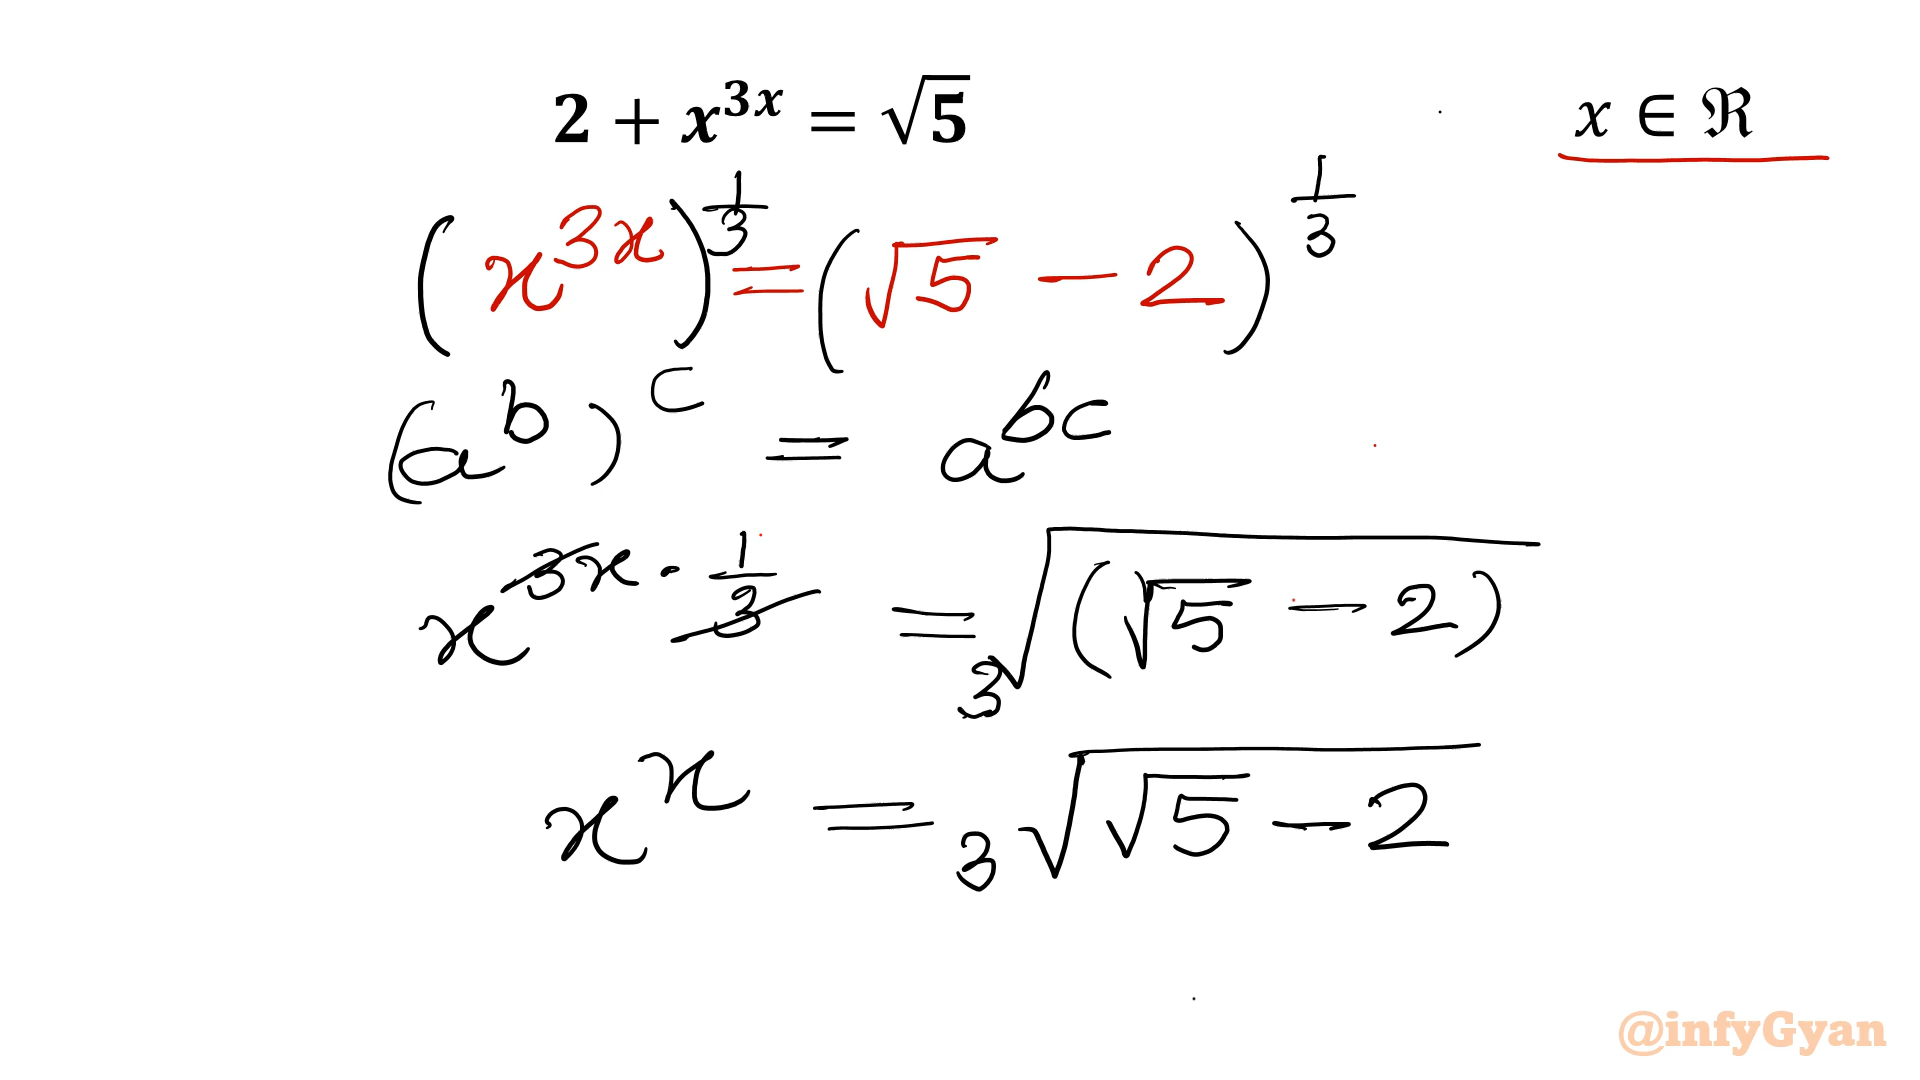 2 + x^{3x} = √5 x ∈ ℜ
(x^{3x})^{1/3} = (√5 − 2)^{1/3}
(a^b)^c = a^{bc}
x^{3x · 1/3} = ∛((√5 − 2))
x^x = ∛(√5 − 2)
@infyGyan